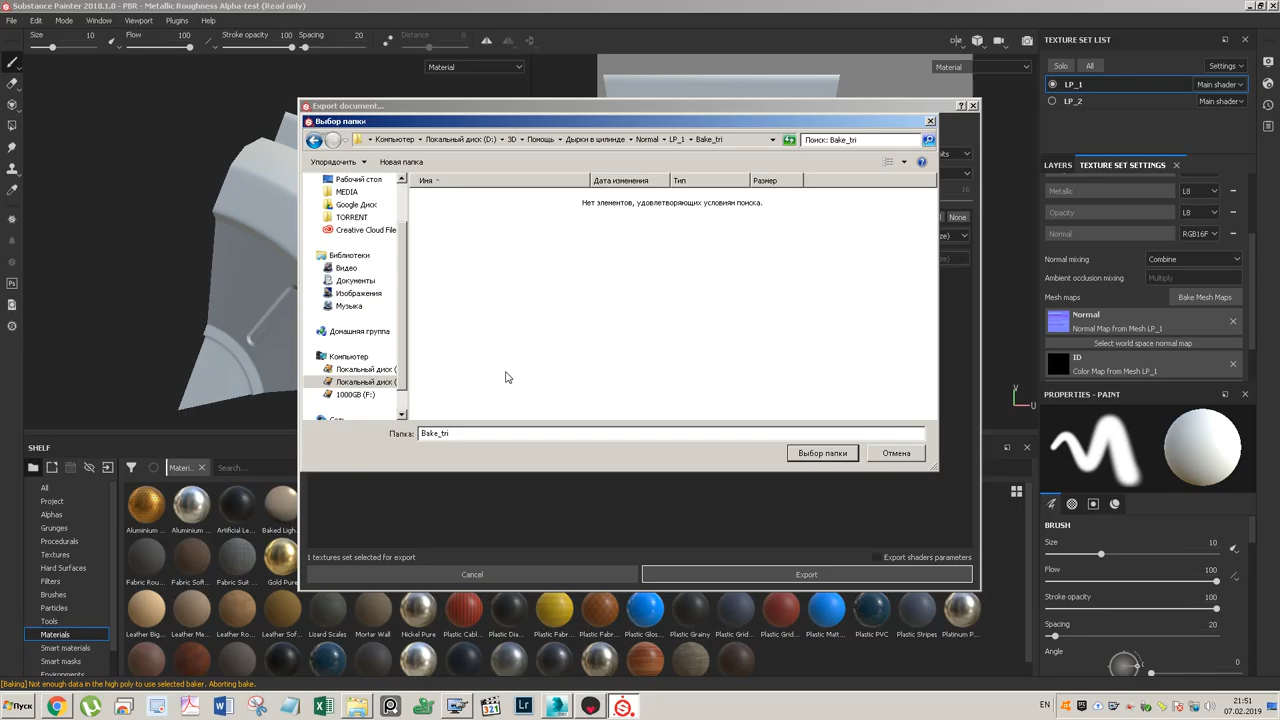 Substance Painter 2018.1.0 - PBR - Metallic Roughness Alpha-test (Read only)
File Edit Mode Window Viewport Plugins Help
Size 10 Flow 100 Stroke opacity 100 Spacing 20 Distance 8
Material
Material
TEXTURE SET LIST
Solo All Settings
LP_1 Main shader
LP_2 Main shader
Export document...
Выбор папки
Компьютер Локальный диск (D:) 3D Помощь Дырки в цилинде Normal LP_1 Bake_tri
Поиск: Bake_tri
Упорядочить Новая папка
Имя Дата изменения Тип Размер
Нет элементов, удовлетворяющих условиям поиска.
Рабочий стол
MEDIA
Google Диск
TORRENT
Creative Cloud File
Библиотеки
Видео
Документы
Изображения
Музыка
Домашняя группа
Компьютер
Локальный диск (
Локальный диск (
1000GB (F:)
Папка: Bake_tri
Выбор папки Отмена
16
None
1 textures set selected for export
Export shaders parameters
Cancel Export
LAYERS TEXTURE SET SETTINGS
Metallic L8
Opacity L8
Normal RGB16F
Normal mixing Combine
Ambient occlusion mixing Multiply
Mesh maps Bake Mesh Maps
Normal
Normal Map from Mesh LP_1
Select world space normal map
ID
Color Map from Mesh LP_1
V
U
PROPERTIES - PAINT
BRUSH
Size 10
Flow 100
Stroke opacity 100
Spacing 20
Angle 0
SHELF
Materi... Search...
All
Project
Alphas
Grunges
Procedurals
Textures
Hard Surfaces
Filters
Brushes
Particles
Tools
Materials
Smart materials
Smart masks
Environments
Aluminium ... Aluminium ... Artificial Le... Baked Ligh...
Fabric Rou... Fabric Soft... Fabric Suit ... Gold Pure
Leather Big... Leather Me... Leather Ro... Leather Sof... Lizard Scales Mortar Wall Nickel Pure Plastic Cabl... Plastic Dia... Plastic Fabr... Plastic Fabr... Plastic Glos... Plastic Grainy Plastic Grid... Plastic Grid... Plastic Matt... Plastic PVC Plastic Stripes Platinum P...
[Baking] Not enough data in the high poly to use selected baker. Aborting bake.
Пуск
EN
21:51
07.02.2019